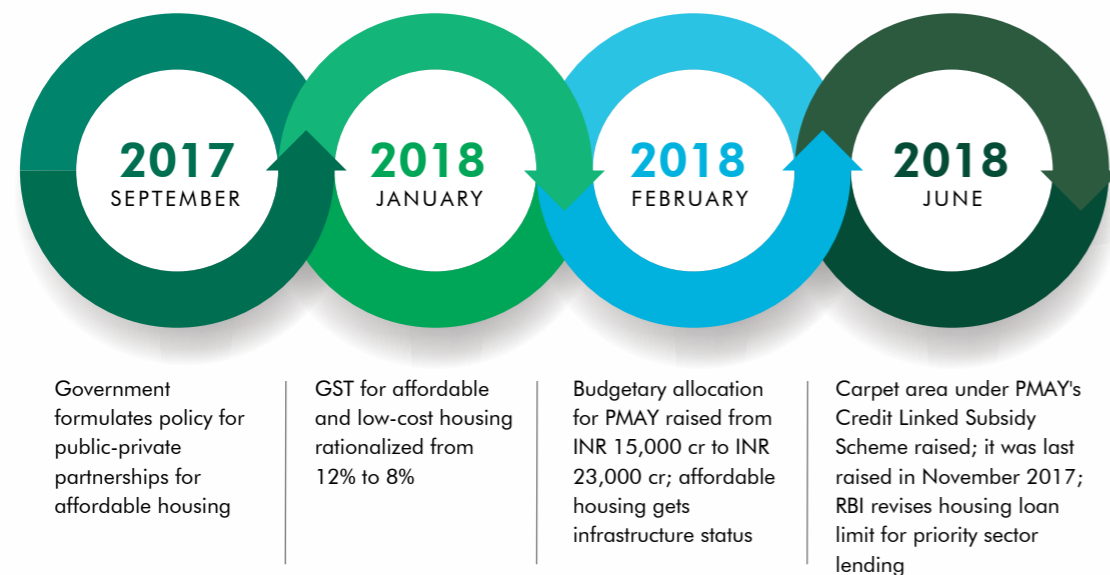 2017
SEPTEMBER
2018
JANUARY
2018
FEBRUARY
2018
JUNE
Government
formulates policy for
public-private
partnerships for
affordable housing
GST for affordable
and low-cost housing
rationalized from
12% to 8%
Budgetary allocation
for PMAY raised from
INR 15,000 cr to INR
23,000 cr; affordable
housing gets
infrastructure status
Carpet area under PMAY's
Credit Linked Subsidy
Scheme raised; it was last
raised in November 2017;
RBI revises housing loan
limit for priority sector
lending